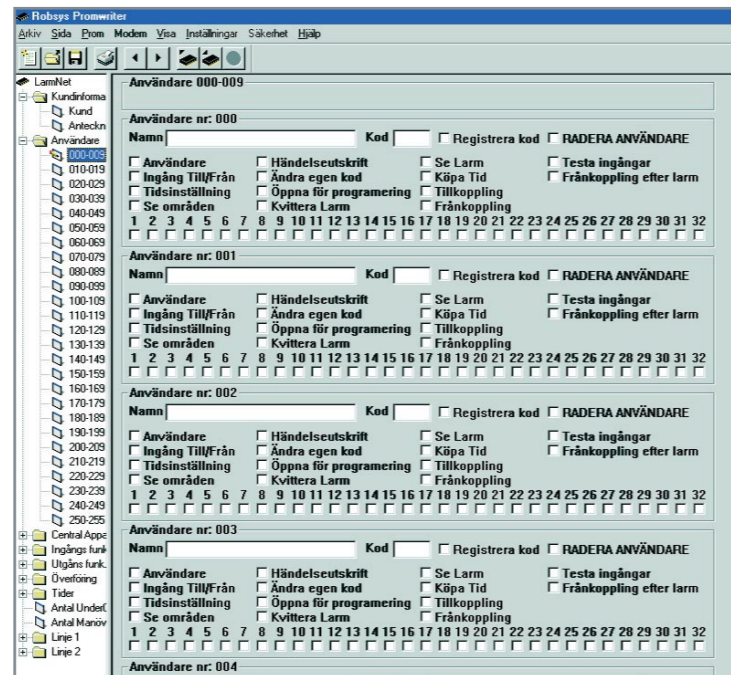 Robsys Promwriter
Arkiv Sida Prom Modem Visa Inställningar Säkerhet Hjälp
LarmNet
Kundinforma
Kund
Anteckn
Användare
000-009
010-019
020-029
030-039
040-049
050-059
060-069
070-079
080-089
090-099
100-109
110-119
120-129
130-139
140-149
150-159
160-169
170-179
180-189
190-199
200-209
210-219
220-229
230-239
240-249
250-255
Central Appa
Ingångs funk
Utgåns funk.
Överföring
Tider
Antal Under
Antal Manöv
Linje 1
Linje 2
Användare 000-009
Användare nr: 000
Namn Kod Registrera kod RADERA ANVÄNDARE
Användare Händelseutskrift Se Larm Testa ingångar
Ingång Till/Från Ändra egen kod Köpa Tid Frånkoppling efter larm
Tidsinställning Öppna för programering Tillkoppling
Se områden Kvittera Larm Frånkoppling
1 2 3 4 5 6 7 8 9 10 11 12 13 14 15 16 17 18 19 20 21 22 23 24 25 26 27 28 29 30 31 32
Användare nr: 001
Namn Kod Registrera kod RADERA ANVÄNDARE
Användare Händelseutskrift Se Larm Testa ingångar
Ingång Till/Från Ändra egen kod Köpa Tid Frånkoppling efter larm
Tidsinställning Öppna för programering Tillkoppling
Se områden Kvittera Larm Frånkoppling
1 2 3 4 5 6 7 8 9 10 11 12 13 14 15 16 17 18 19 20 21 22 23 24 25 26 27 28 29 30 31 32
Användare nr: 002
Namn Kod Registrera kod RADERA ANVÄNDARE
Användare Händelseutskrift Se Larm Testa ingångar
Ingång Till/Från Ändra egen kod Köpa Tid Frånkoppling efter larm
Tidsinställning Öppna för programering Tillkoppling
Se områden Kvittera Larm Frånkoppling
1 2 3 4 5 6 7 8 9 10 11 12 13 14 15 16 17 18 19 20 21 22 23 24 25 26 27 28 29 30 31 32
Användare nr: 003
Namn Kod Registrera kod RADERA ANVÄNDARE
Användare Händelseutskrift Se Larm Testa ingångar
Ingång Till/Från Ändra egen kod Köpa Tid Frånkoppling efter larm
Tidsinställning Öppna för programering Tillkoppling
Se områden Kvittera Larm Frånkoppling
1 2 3 4 5 6 7 8 9 10 11 12 13 14 15 16 17 18 19 20 21 22 23 24 25 26 27 28 29 30 31 32
Användare nr: 004